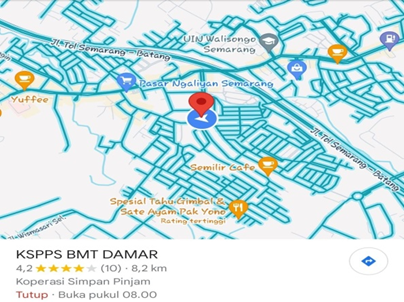 Jl. Tol Semarang - Batang
UIN Walisongo
Semarang
Pasar Ngaliyan Semarang
Yuffee
Jl. Tol Semarang - Batang
Semilir Cafe
Spesial Tahu Gimbal &
Sate Ayam Pak Yono
Rating tertinggi
KSPPS BMT DAMAR
4,2 (10) · 8,2 km
Koperasi Simpan Pinjam
Tutup · Buka pukul 08.00